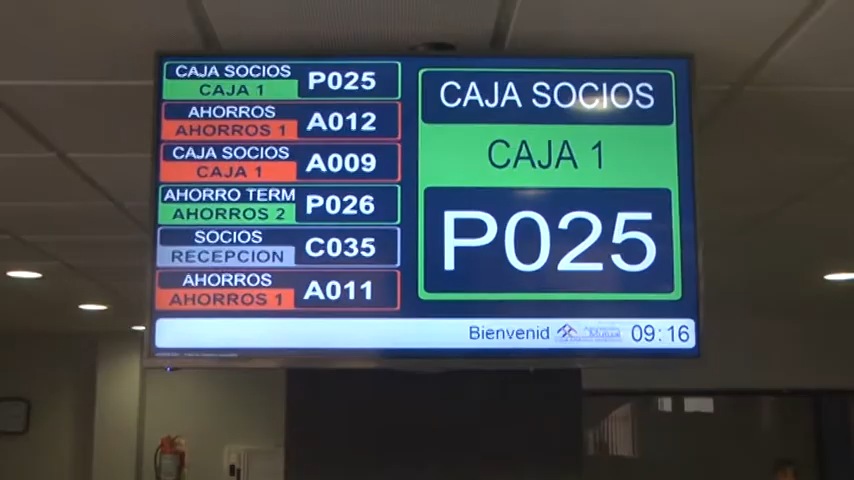 CAJA SOCIOS
CAJA 1
P025
AHORROS
AHORROS 1
A012
CAJA SOCIOS
CAJA 1
A009
AHORRO TERM
AHORROS 2
P026
SOCIOS
RECEPCION
C035
AHORROS
AHORROS 1
A011
CAJA SOCIOS
CAJA 1
P025
Bienvenid
09:16